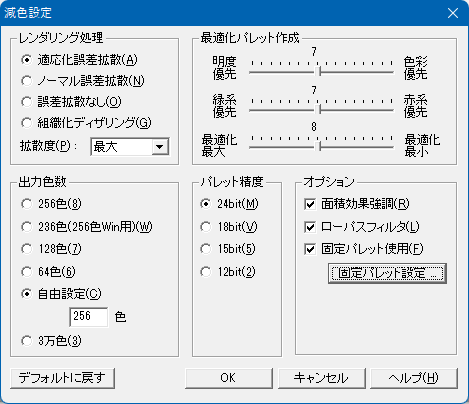 減色設定
レンダリング処理
適応化誤差拡散(A)
ノーマル誤差拡散(N)
誤差拡散なし(O)
組織化ディザリング(G)
拡散度(P): 最大
最適化パレット作成
7
明度優先 色彩優先
7
緑系優先 赤系優先
8
最適化最大 最適化最小
出力色数
256色(8)
236色(256色Win用)(W)
128色(7)
64色(6)
自由設定(C)
256 色
3万色(3)
パレット精度
24bit(M)
18bit(V)
15bit(5)
12bit(2)
オプション
面積効果強調(R)
ローパスフィルタ(L)
固定パレット使用(F)
固定パレット設定 ...
デフォルトに戻す OK キャンセル ヘルプ(H)